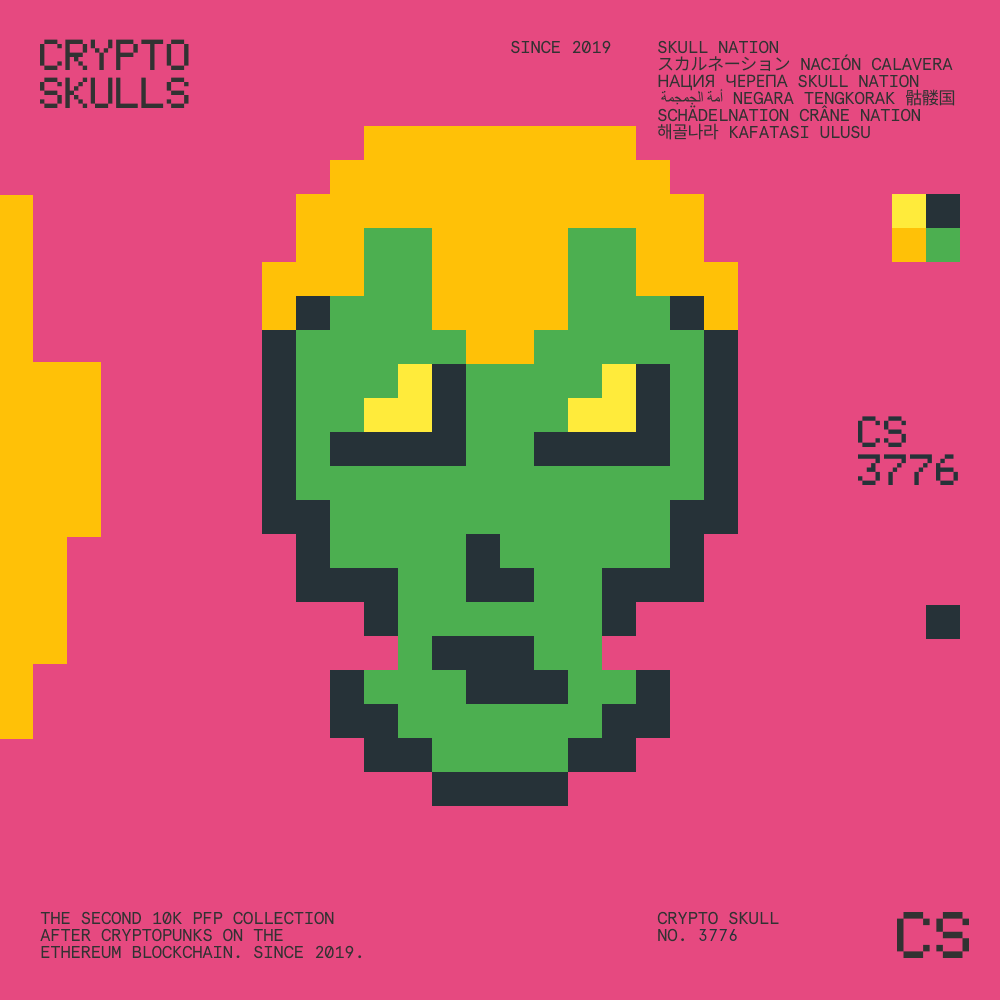 CRYPTO
SKULLS
SINCE 2019
SKULL NATION
スカルネーション NACIÓN CALAVERA
НАЦИЯ ЧЕРЕПА SKULL NATION
أمة الجمجمة NEGARA TENGKORAK 骷髅国
SCHÄDELNATION CRÂNE NATION
해골나라 KAFATASI ULUSU
CS
3776
THE SECOND 10K PFP COLLECTION
AFTER CRYPTOPUNKS ON THE
ETHEREUM BLOCKCHAIN. SINCE 2019.
CRYPTO SKULL
NO. 3776
CS